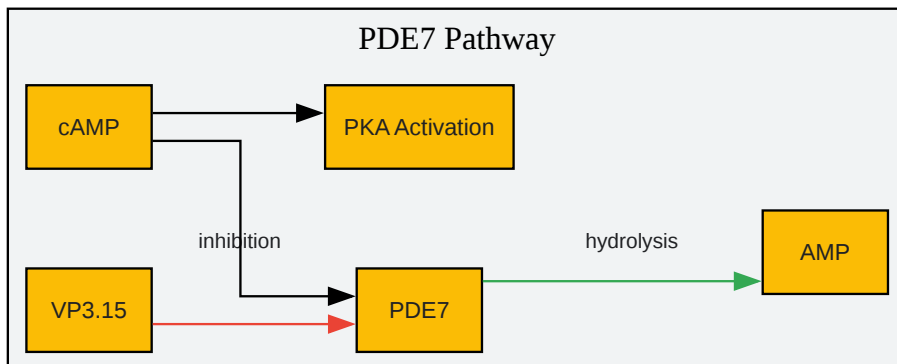 PDE7 Pathway
cAMP
PKA Activation
inhibition
hydrolysis
AMP
VP3.15
PDE7